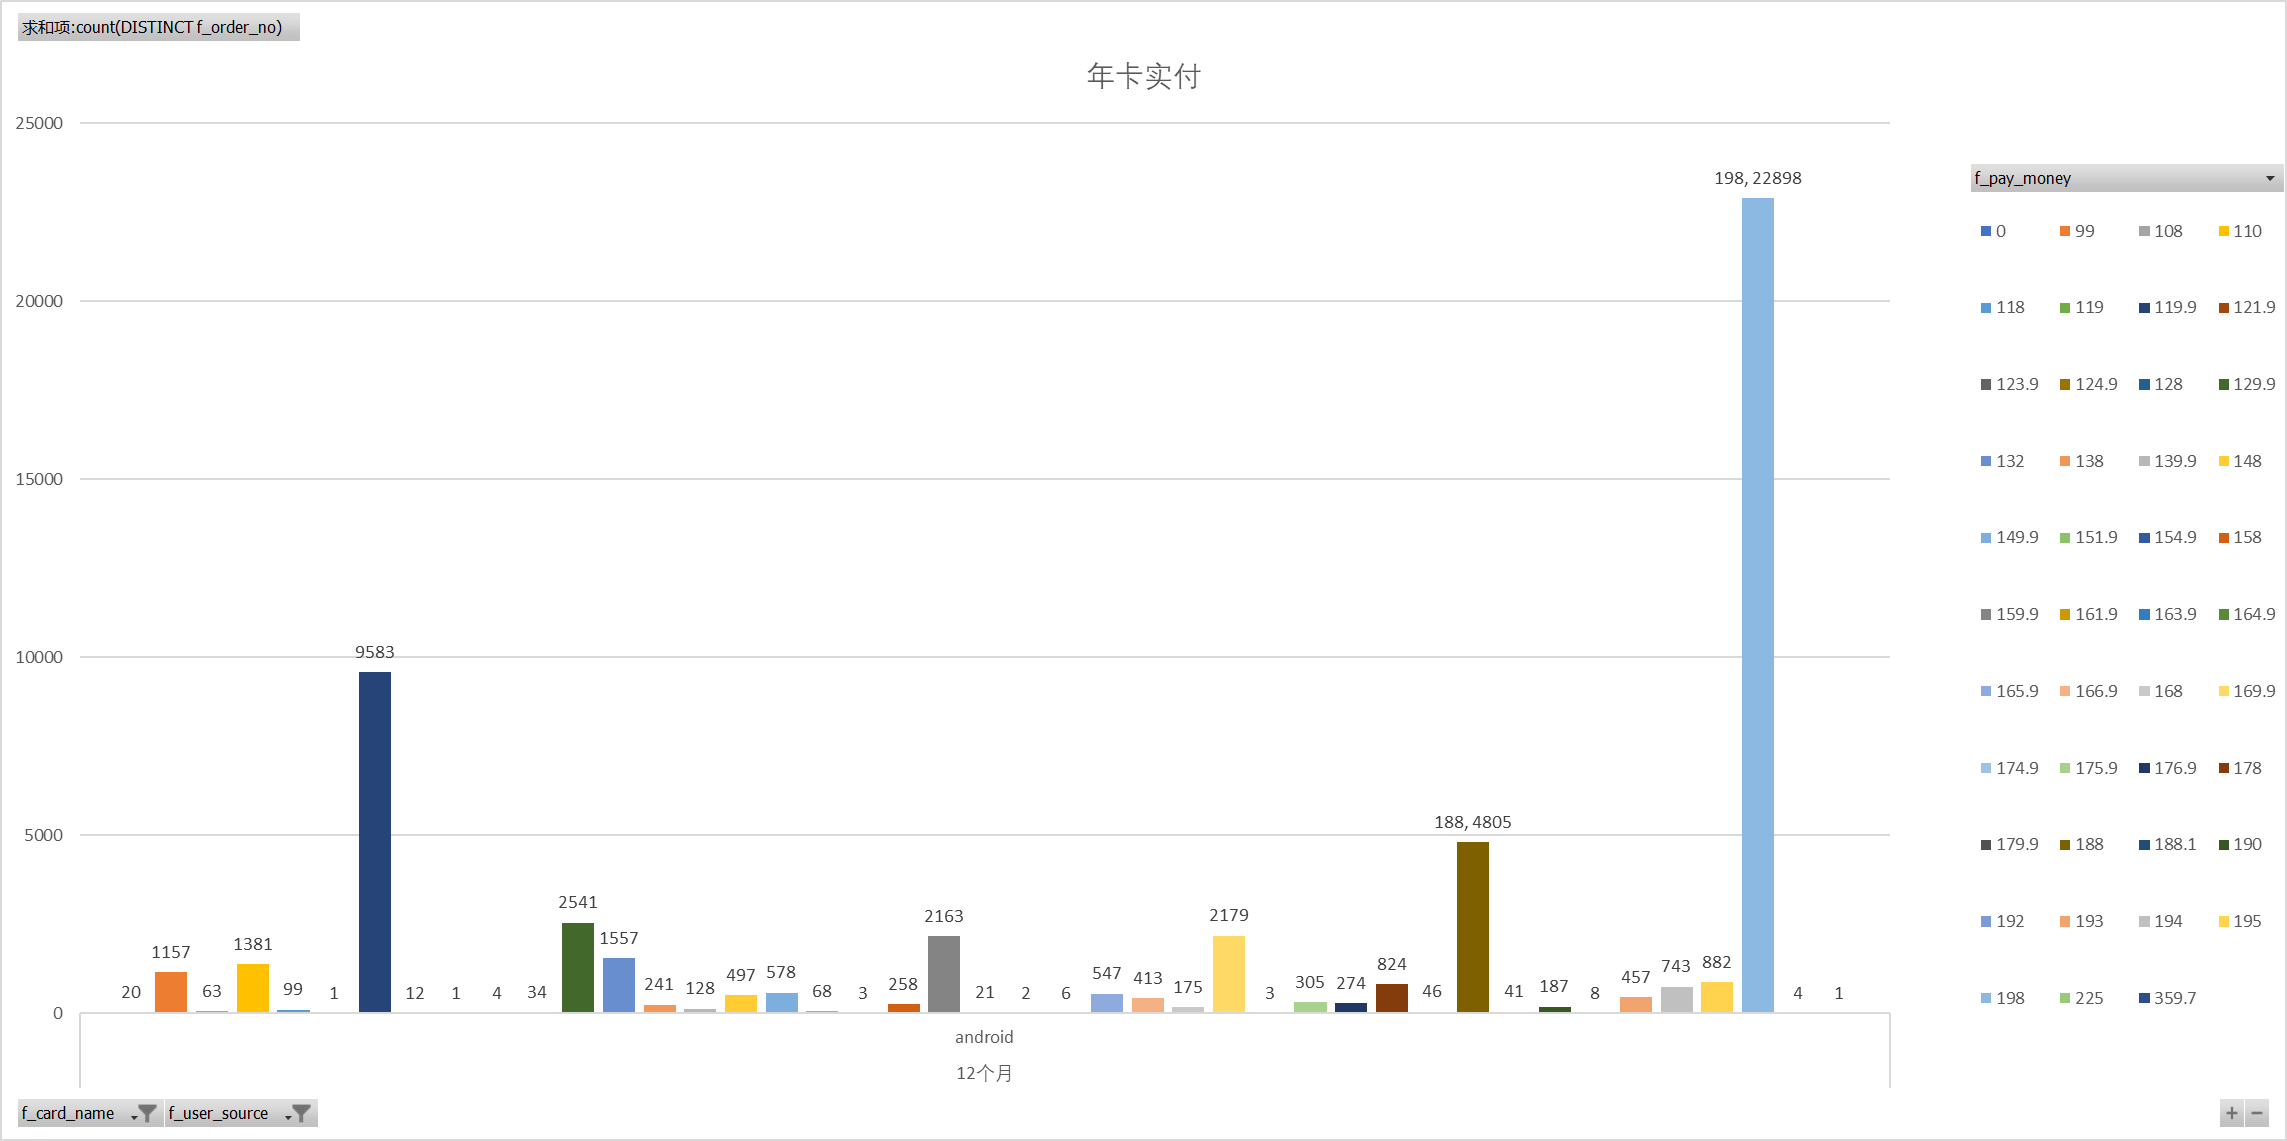 求和项:count(DISTINCT f_order_no)
年卡实付
25000
20000
15000
10000
5000
0
20
1157
63
1381
99
1
9583
12
1
4
34
2541
1557
241
128
497
578
68
3
258
2163
21
2
6
547
413
175
2179
3
305
274
824
46
188, 4805
41
187
8
457
743
882
198, 22898
4
1
android
12个月
f_pay_money
0 99 108 110
118 119 119.9 121.9
123.9 124.9 128 129.9
132 138 139.9 148
149.9 151.9 154.9 158
159.9 161.9 163.9 164.9
165.9 166.9 168 169.9
174.9 175.9 176.9 178
179.9 188 188.1 190
192 193 194 195
198 225 359.7
f_card_name f_user_source
+ −